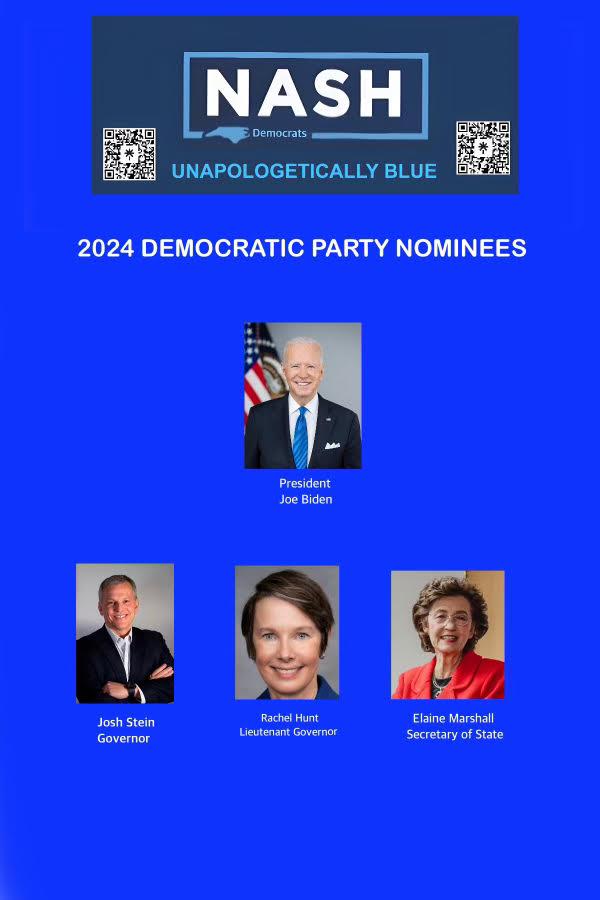 NASH
Democrats
UNAPOLOGETICALLY BLUE
2024 DEMOCRATIC PARTY NOMINEES
President
Joe Biden
Josh Stein
Governor
Rachel Hunt
Lieutenant Governor
Elaine Marshall
Secretary of State